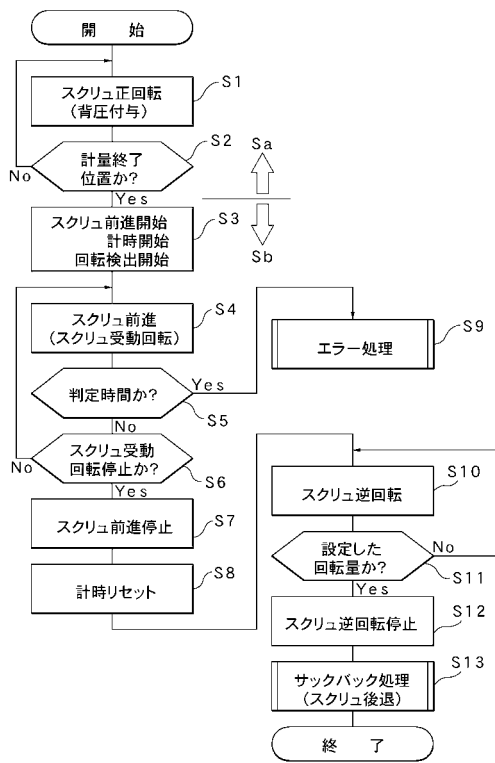 開　始
スクリュ正回転
(背圧付与)
S1
計量終了
位置か?
S2
No
Yes
Sa
Sb
スクリュ前進開始
計時開始
回転検出開始
S3
スクリュ前進
(スクリュ受動回転)
S4
判定時間か?
Yes
S5
No
スクリュ受動
回転停止か?
No
S6
Yes
スクリュ前進停止
S7
計時リセット
S8
エラー処理
S9
スクリュ逆回転
S10
設定した
回転量か?
No
S11
Yes
スクリュ逆回転停止
S12
サックバック処理
(スクリュ後退)
S13
終　了